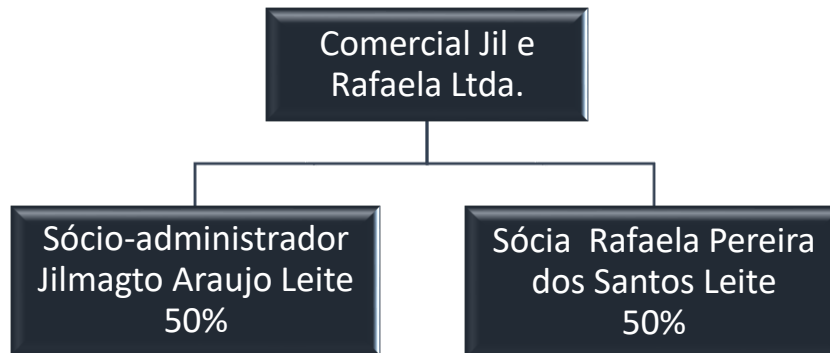 Comercial Jil e
Rafaela Ltda.
Sócio-administrador
Jilmagto Araujo Leite
50%
Sócia Rafaela Pereira
dos Santos Leite
50%